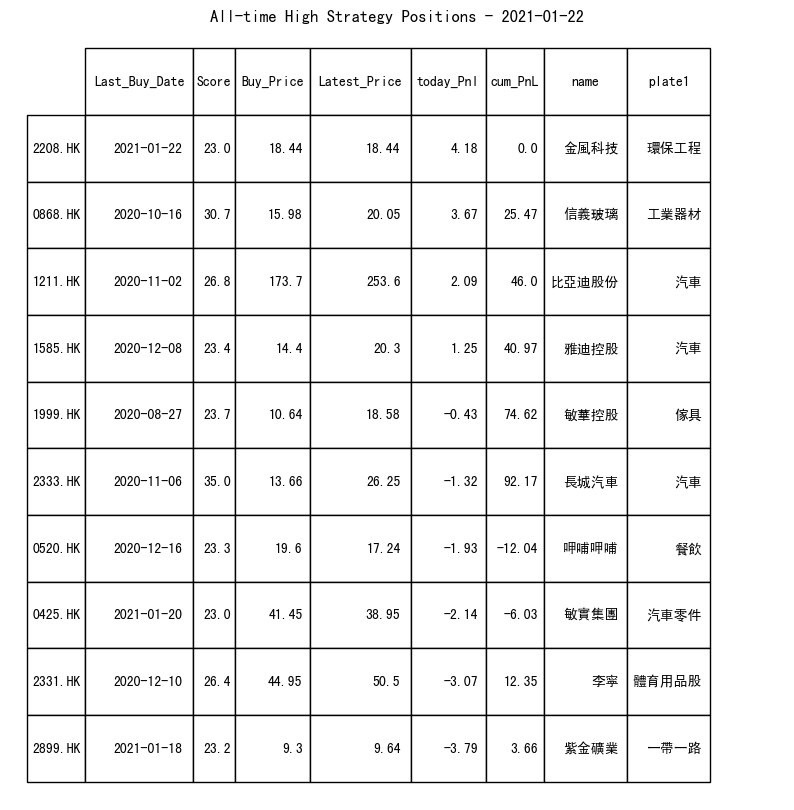 All-time High Strategy Positions - 2021-01-22
Last_Buy_Date Score Buy_Price Latest_Price today_Pnl cum_PnL name plate1
2208.HK 2021-01-22 23.0 18.44 18.44 4.18 0.0 金風科技 環保工程
0868.HK 2020-10-16 30.7 15.98 20.05 3.67 25.47 信義玻璃 工業器材
1211.HK 2020-11-02 26.8 173.7 253.6 2.09 46.0 比亞迪股份 汽車
1585.HK 2020-12-08 23.4 14.4 20.3 1.25 40.97 雅迪控股 汽車
1999.HK 2020-08-27 23.7 10.64 18.58 -0.43 74.62 敏華控股 傢具
2333.HK 2020-11-06 35.0 13.66 26.25 -1.32 92.17 長城汽車 汽車
0520.HK 2020-12-16 23.3 19.6 17.24 -1.93 -12.04 呷哺呷哺 餐飲
0425.HK 2021-01-20 23.0 41.45 38.95 -2.14 -6.03 敏實集團 汽車零件
2331.HK 2020-12-10 26.4 44.95 50.5 -3.07 12.35 李寧 體育用品股
2899.HK 2021-01-18 23.2 9.3 9.64 -3.79 3.66 紫金礦業 一帶一路